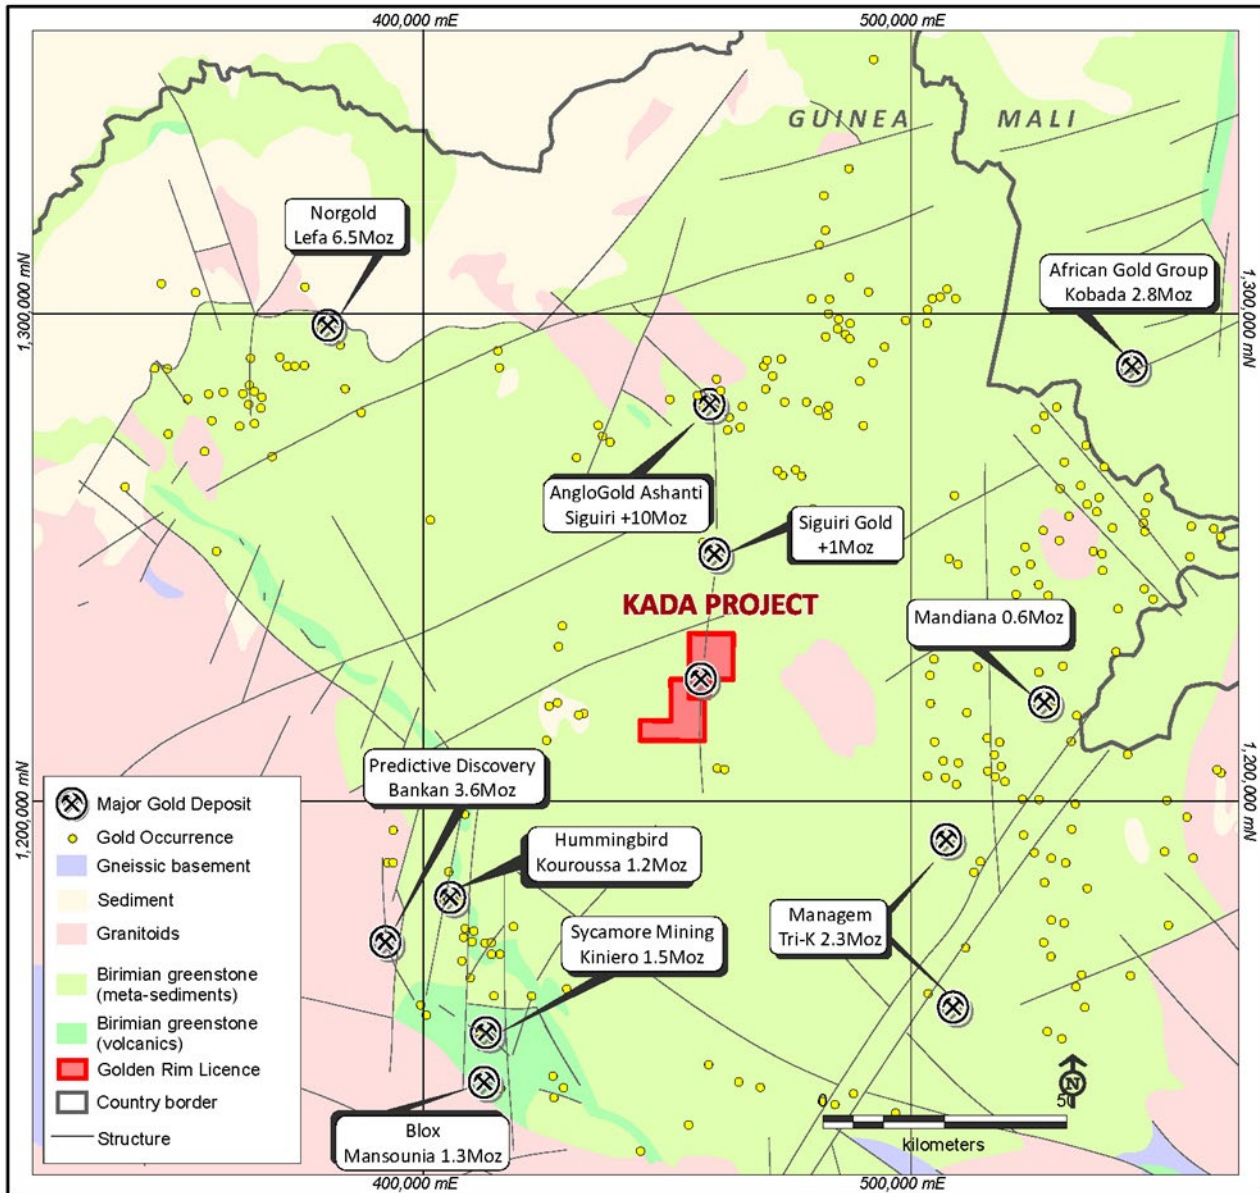 400,000 mE
500,000 mE
GUINEA
MALI
Norgold
Lefa 6.5Moz
African Gold Group
Kobada 2.8Moz
1,300,000 mN
1,300,000 mN
AngloGold Ashanti
Siguiri +10Moz
Siguiri Gold
+1Moz
KADA PROJECT
Mandiana 0.6Moz
Predictive Discovery
Bankan 3.6Moz
1,200,000 mN
1,200,000 mN
Hummingbird
Kouroussa 1.2Moz
Sycamore Mining
Kiniero 1.5Moz
Managem
Tri-K 2.3Moz
Blox
Mansounia 1.3Moz
Major Gold Deposit
Gold Occurrence
Gneissic basement
Sediment
Granitoids
Birimian greenstone
(meta-sediments)
Birimian greenstone
(volcanics)
Golden Rim Licence
Country border
Structure
N
0 50
kilometers
400,000 mE
500,000 mE